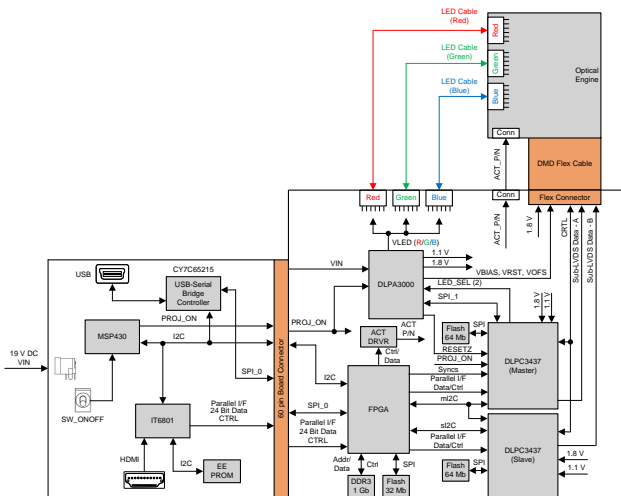 LED Cable
(Red)
LED Cable
(Green)
LED Cable
(Blue)
Red
Green
Blue
Optical
Engine
Conn
ACT_P/N
DMD Flex Cable
Flex Connector
Red
Green
Blue
Conn
ACT_P/N
1.8 V
CRTL
Sub-LVDS Data - A
Sub-LVDS Data - B
VLED (R/G/B)
1.1 V
1.8 V
VBIAS, VRST, VOFS
LED_SEL (2)
SPI_1
VIN
DLPA3000
PROJ_ON
ACT
DRVR
ACT
P/N
Ctrl/
Data
Flash
64 Mb
SPI
1.8 V
1.1 V
RESETZ
PROJ_ON
Syncs
Parallel I/F
Data/Ctrl
mI2C
DLPC3437
(Master)
USB
CY7C65215
USB-Serial
Bridge
Controller
MSP430
PROJ_ON
I2C
19 V DC
VIN
SW_ONOFF
SPI_0
60 pin Board Connector
I2C
SPI_0
FPGA
IT6801
Parallel I/F
24 Bit Data
CTRL
Parallel I/F
24 Bit Data
CTRL
sI2C
Parallel I/F
Data/Ctrl
DLPC3437
(Slave)
HDMI
I2C
EE
PROM
Addr/
Data
Ctrl
SPI
DDR3
1 Gb
Flash
32 Mb
Flash
64 Mb
SPI
1.8 V
1.1 V